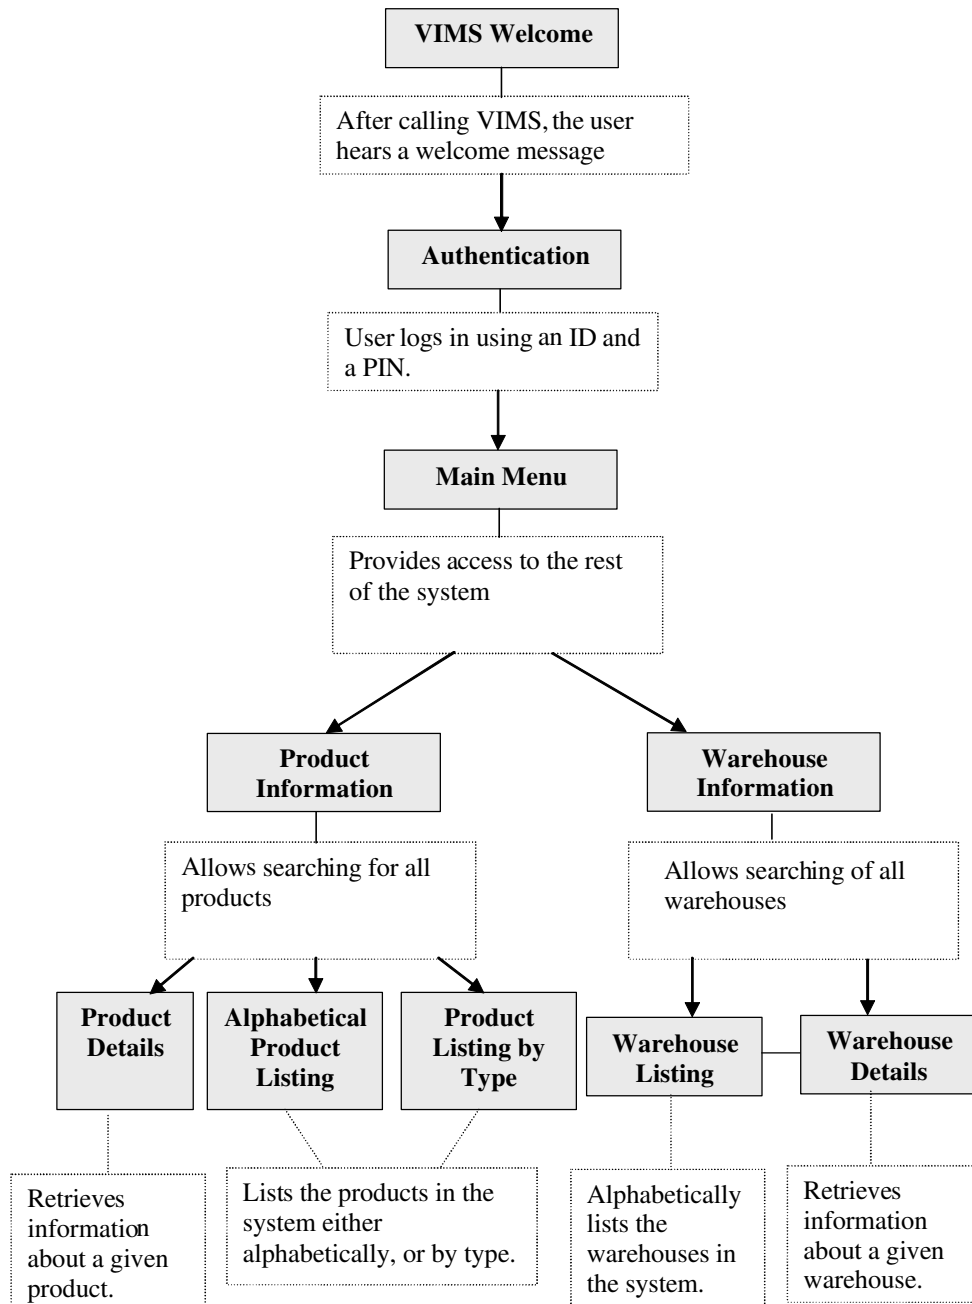 VIMS Welcome
After calling VIMS, the user
hears a welcome message
Authentication
User logs in using an ID and
a PIN.
Main Menu
Provides access to the rest
of the system
Product
Information
Warehouse
Information
Allows searching for all
products
Allows searching of all
warehouses
Product
Details
Alphabetical
Product
Listing
Product
Listing by
Type
Warehouse
Listing
Warehouse
Details
Retrieves
information
about a given
product.
Lists the products in the
system either
alphabetically, or by type.
Alphabetically
lists the
warehouses in
the system.
Retrieves
information
about a given
warehouse.